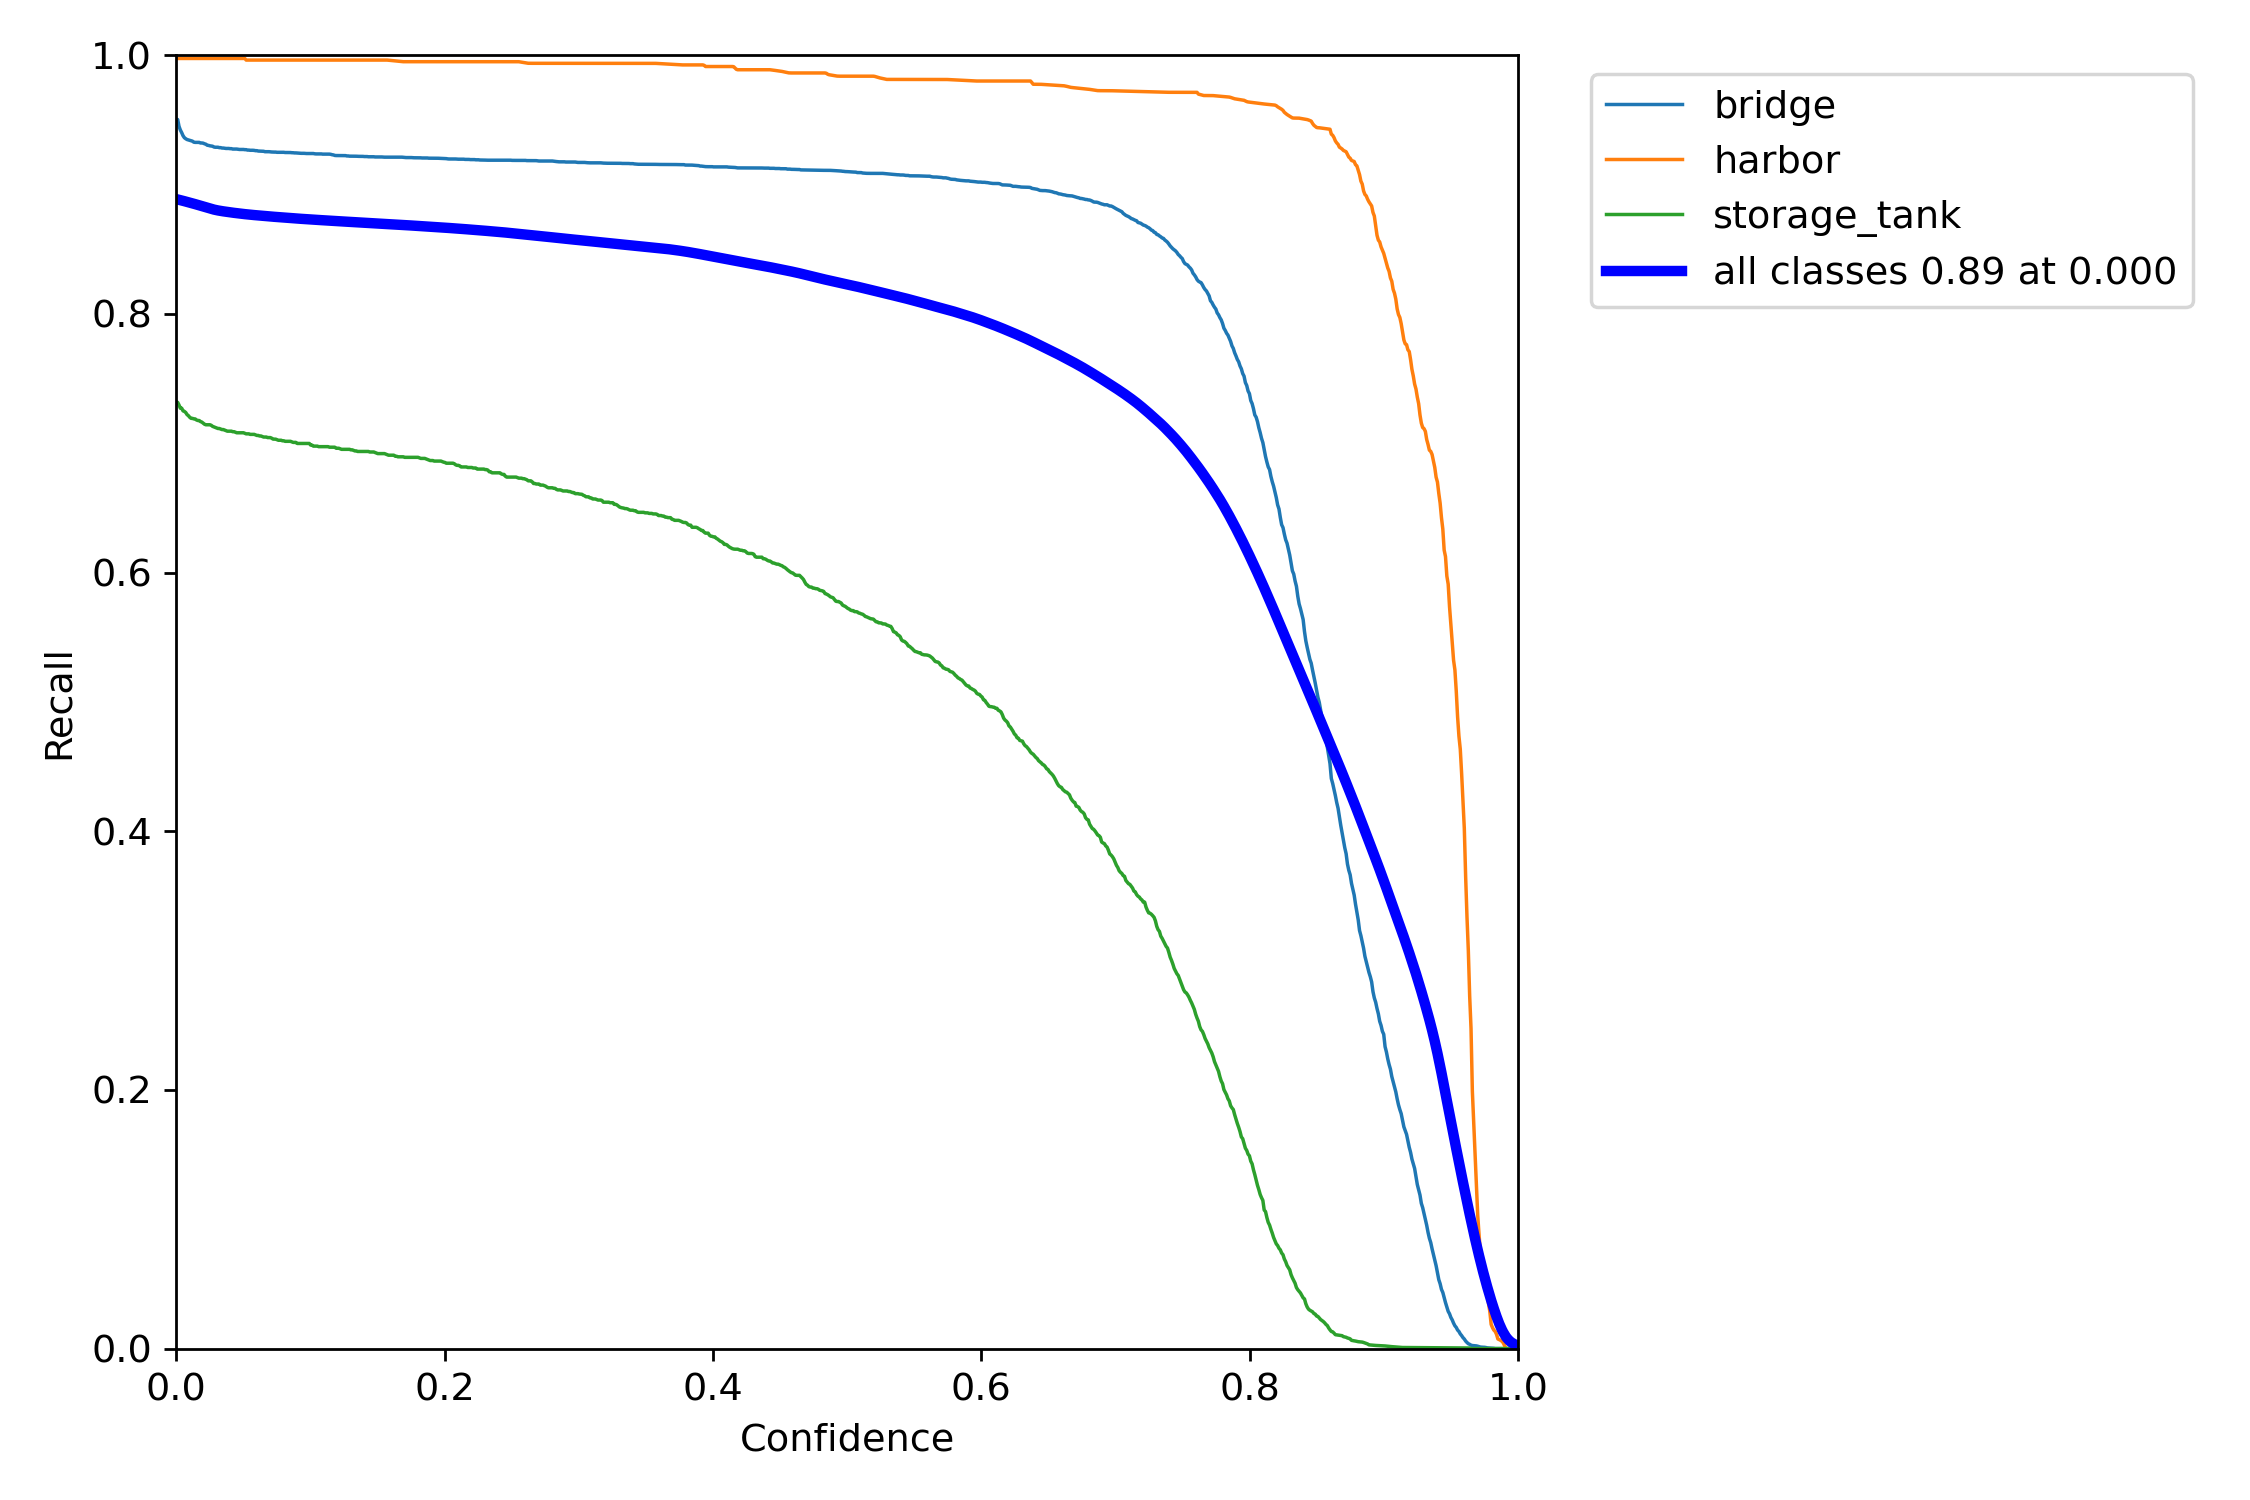 1.0
0.8
0.6
0.4
0.2
0.0
Recall
0.0 0.2 0.4 0.6 0.8 1.0
Confidence
bridge
harbor
storage_tank
all classes 0.89 at 0.000